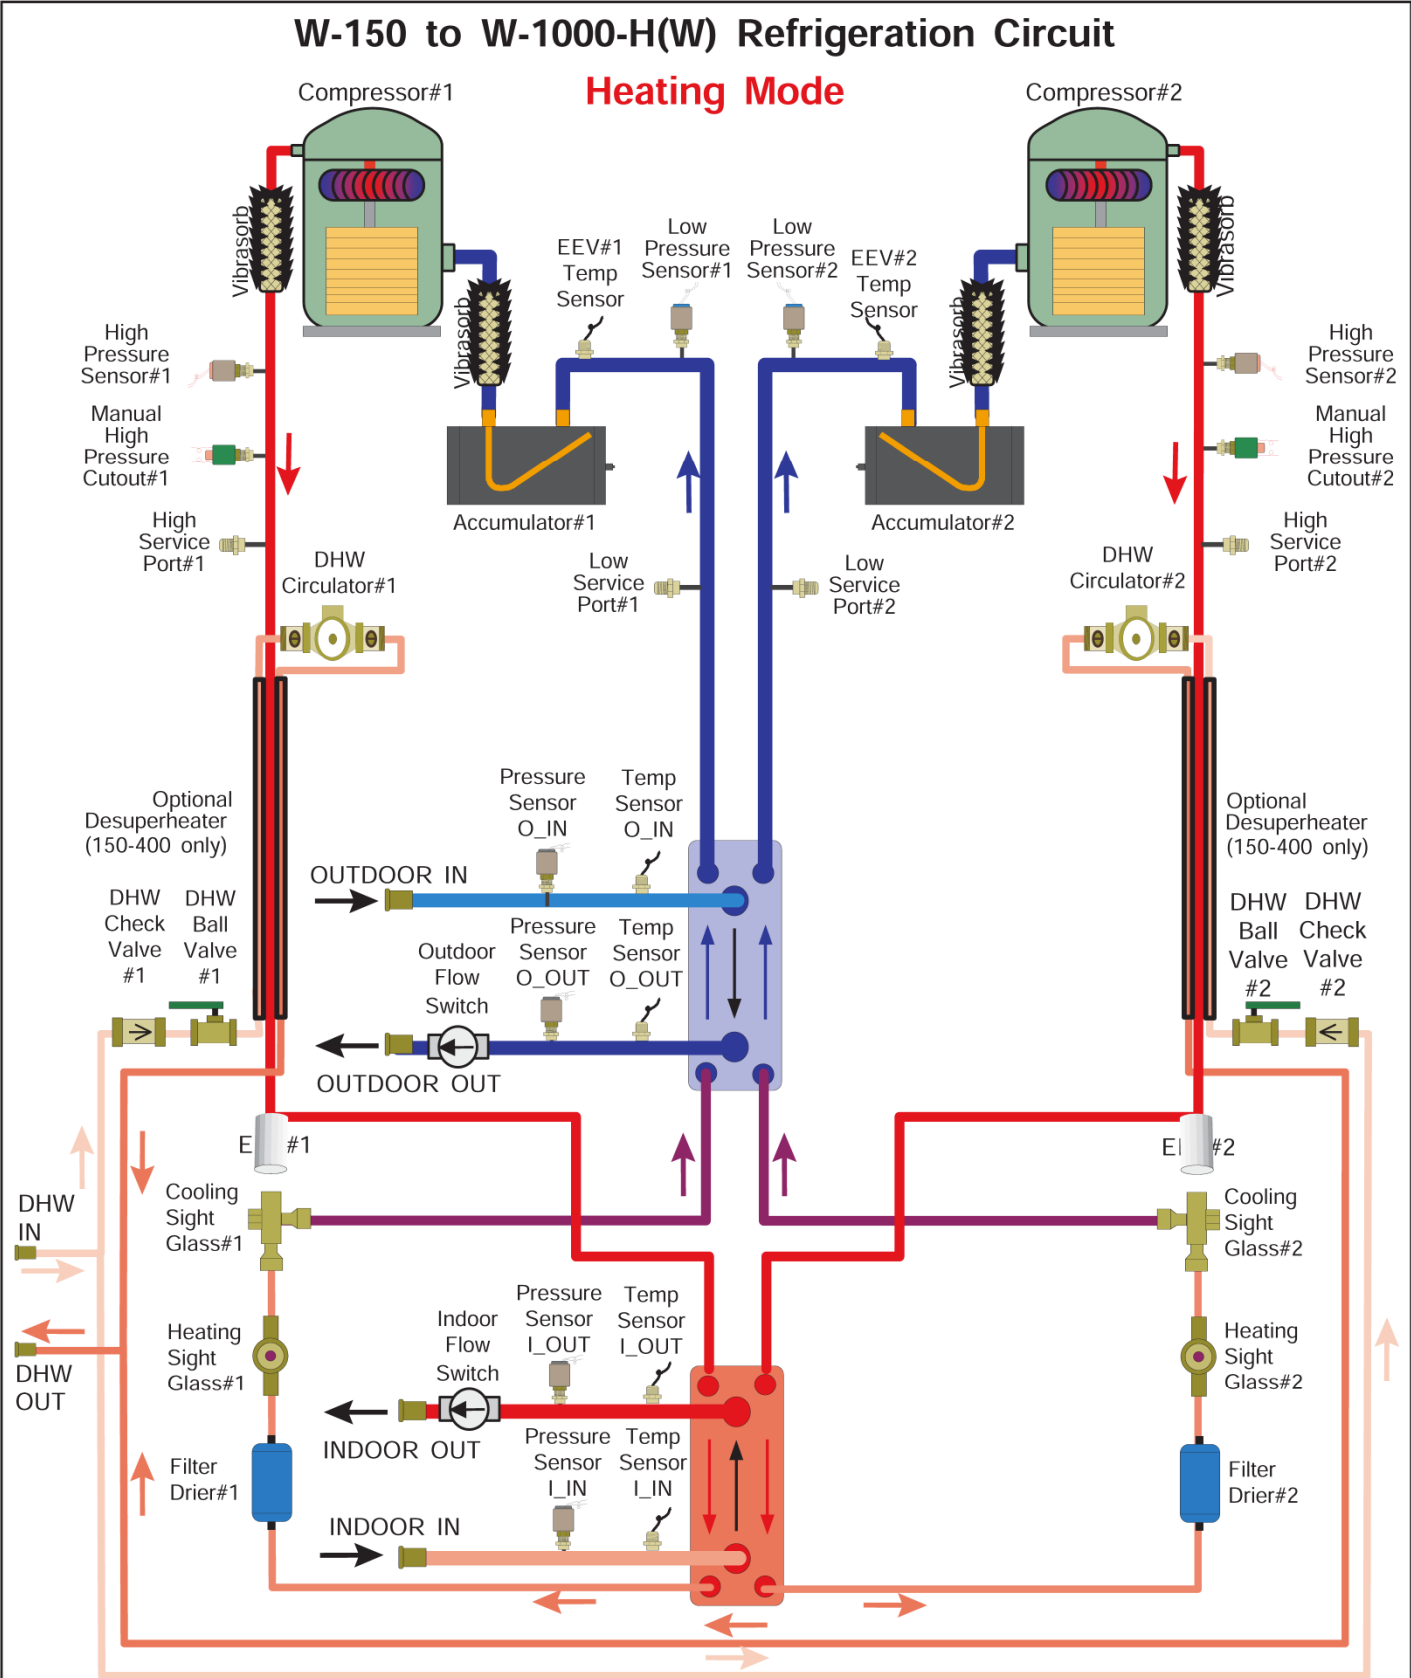 W-150 to W-1000-H(W) Refrigeration Circuit
Heating Mode
Compressor#1
Compressor#2
Vibrasorb
Vibrasorb
Vibrasorb
Vibrasorb
EEV#1
Temp
Sensor
Low
Pressure
Sensor#1
Low
Pressure
Sensor#2
EEV#2
Temp
Sensor
High
Pressure
Sensor#1
High
Pressure
Sensor#2
Manual
High
Pressure
Cutout#1
Manual
High
Pressure
Cutout#2
Accumulator#1
Accumulator#2
High
Service
Port#1
High
Service
Port#2
DHW
Circulator#1
Low
Service
Port#1
Low
Service
Port#2
DHW
Circulator#2
Optional
Desuperheater
(150-400 only)
Optional
Desuperheater
(150-400 only)
Pressure
Sensor
O_IN
Temp
Sensor
O_IN
OUTDOOR IN
DHW
Check
Valve
#1
DHW
Ball
Valve
#1
Outdoor
Flow
Switch
Pressure
Sensor
O_OUT
Temp
Sensor
O_OUT
DHW
Ball
Valve
#2
DHW
Check
Valve
#2
OUTDOOR OUT
E #1
#2
Cooling
Sight
Glass#1
Cooling
Sight
Glass#2
DHW
IN
Heating
Sight
Glass#1
Heating
Sight
Glass#2
DHW
OUT
Indoor
Flow
Switch
Pressure
Sensor
I_OUT
Temp
Sensor
I_OUT
INDOOR OUT
Pressure
Sensor
I_IN
Temp
Sensor
I_IN
Filter
Drier#1
Filter
Drier#2
INDOOR IN